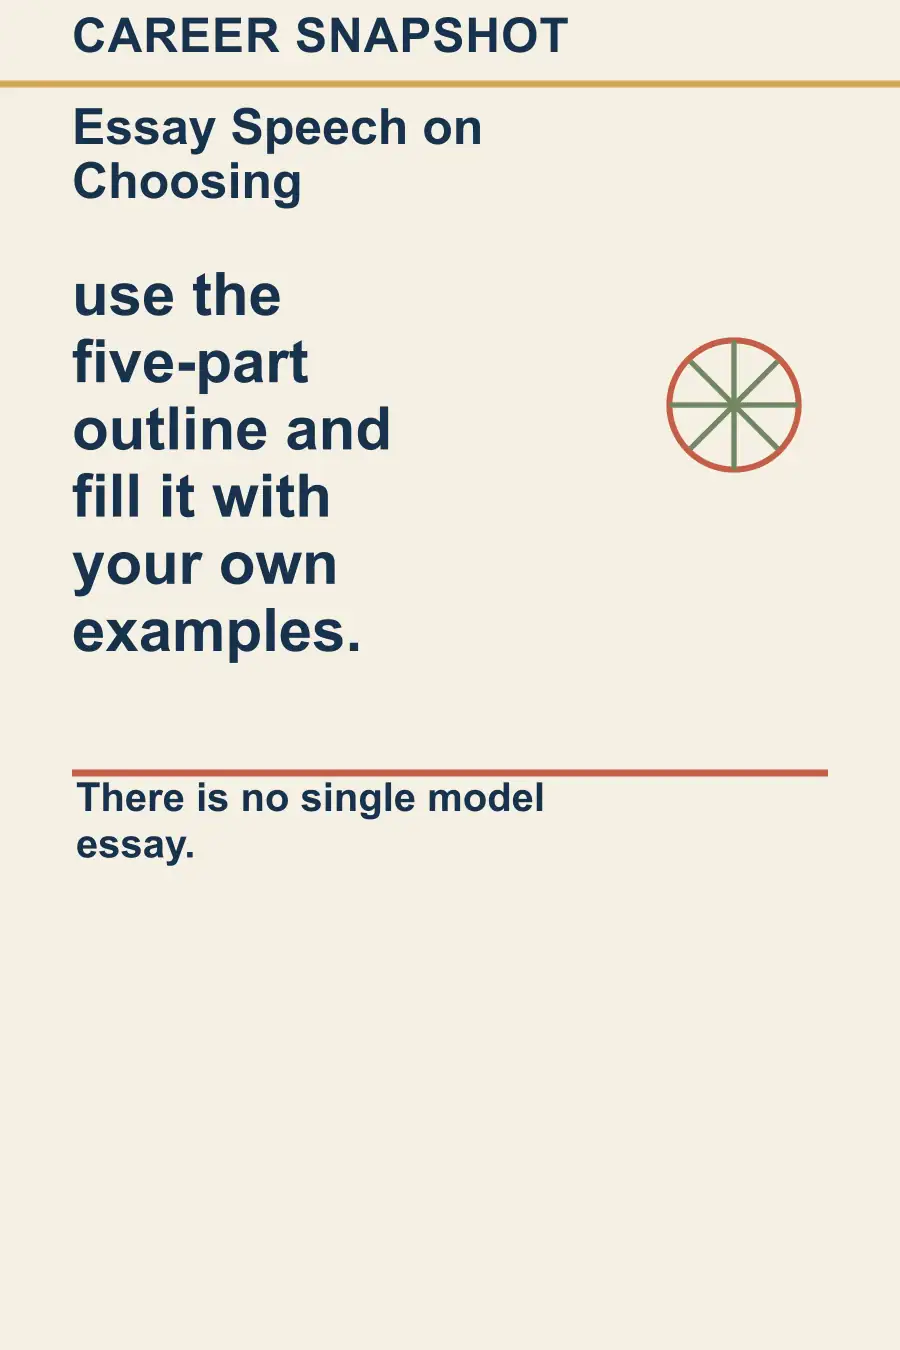 CAREER SNAPSHOT
Essay Speech on
Choosing
use the
five-part
outline and
fill it with
your own
examples.
There is no single model
essay.